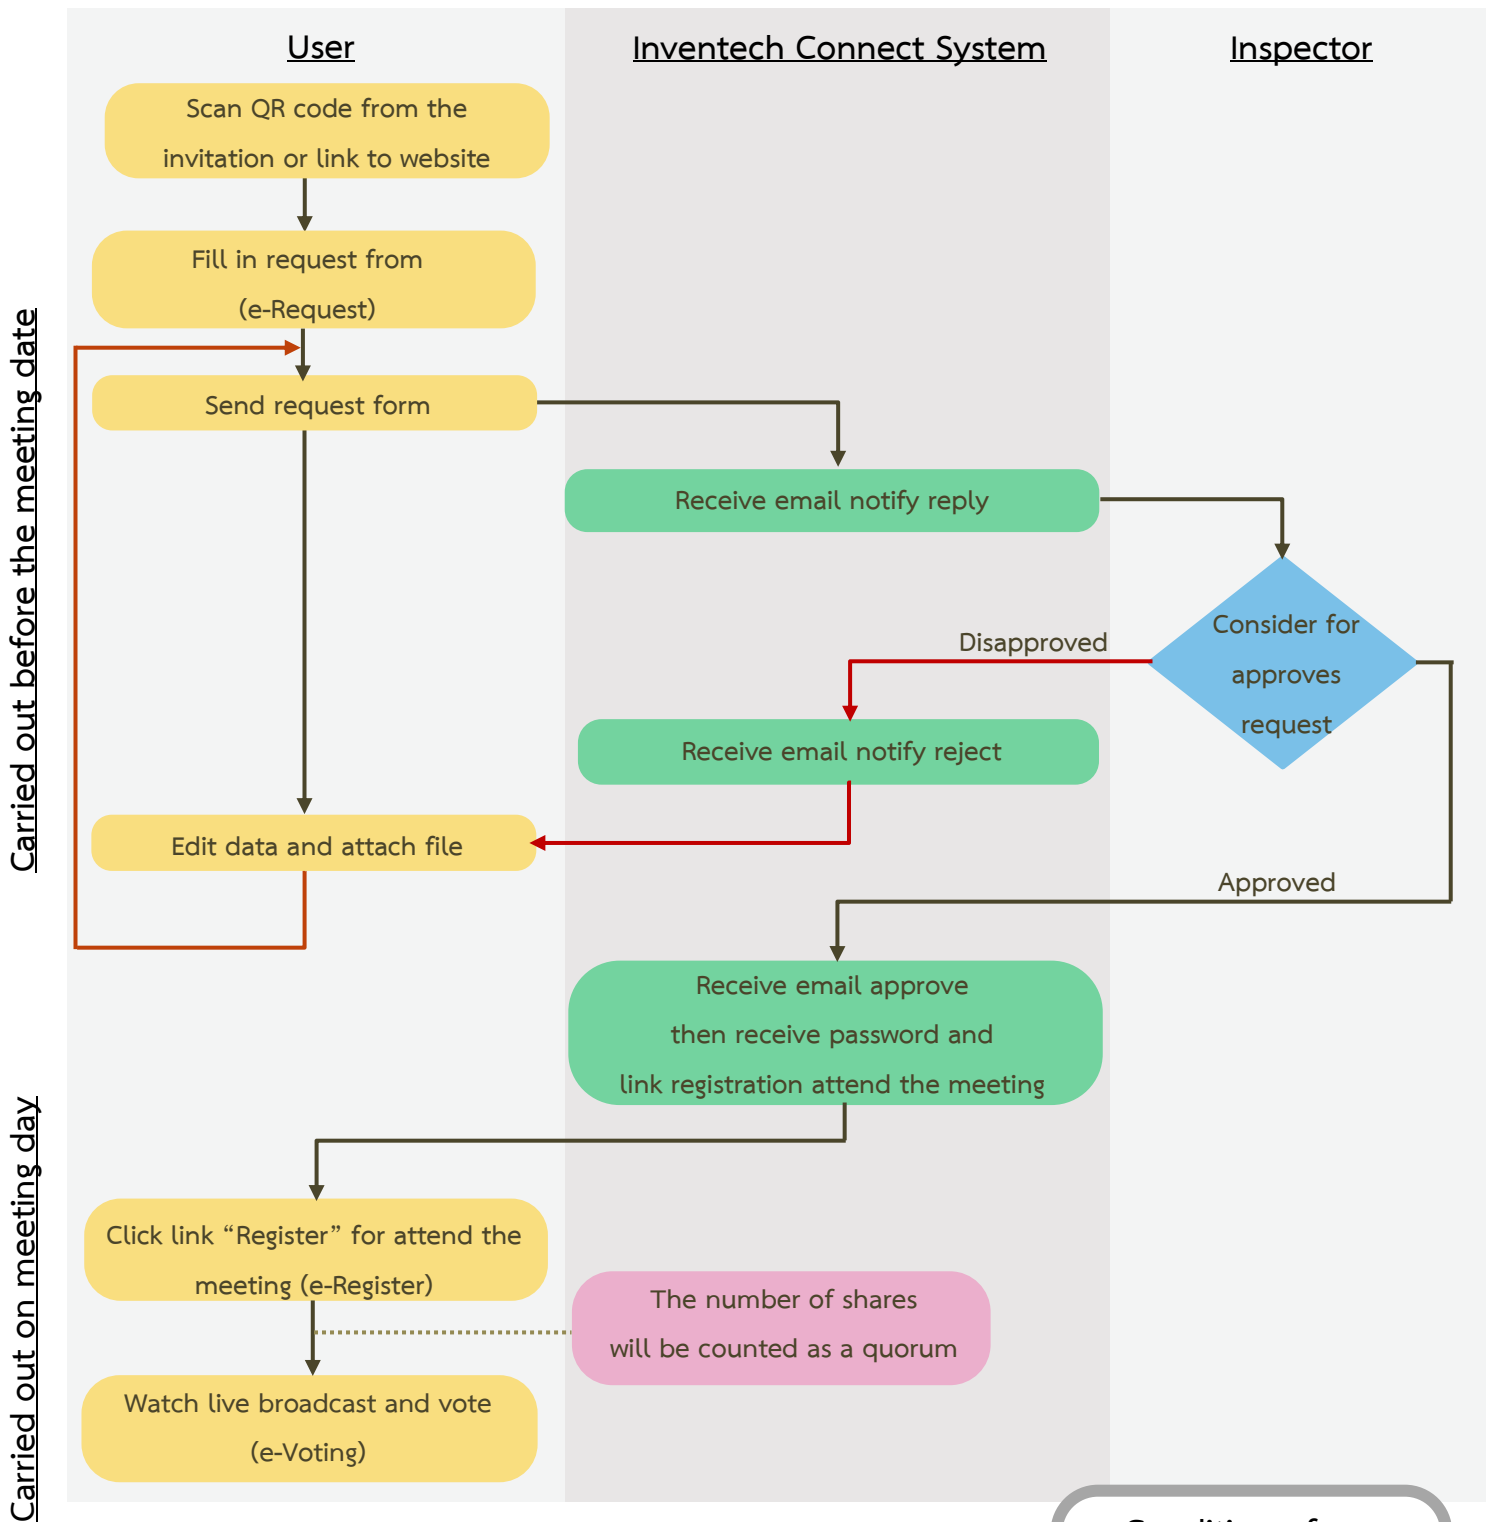 User
Inventech Connect System
Inspector
Scan QR code from the
invitation or link to website
Fill in request from
(e-Request)
Send request form
Receive email notify reply
Consider for
approves
request
Disapproved
Receive email notify reject
Edit data and attach file
Approved
Receive email approve
then receive password and
link registration attend the meeting
Click link “Register” for attend the
meeting (e-Register)
The number of shares
will be counted as a quorum
Watch live broadcast and vote
(e-Voting)
Carried out before the meeting date
Carried out on meeting day